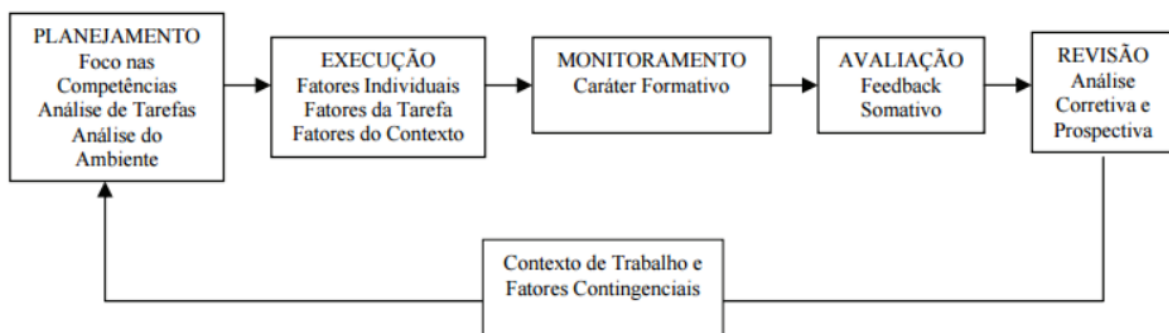 PLANEJAMENTO
Foco nas
Competências
Análise de Tarefas
Análise do
Ambiente
EXECUÇÃO
Fatores Individuais
Fatores da Tarefa
Fatores do Contexto
MONITORAMENTO
Caráter Formativo
AVALIAÇÃO
Feedback
Somativo
REVISÃO
Análise
Corretiva e
Prospectiva
Contexto de Trabalho e
Fatores Contingenciais